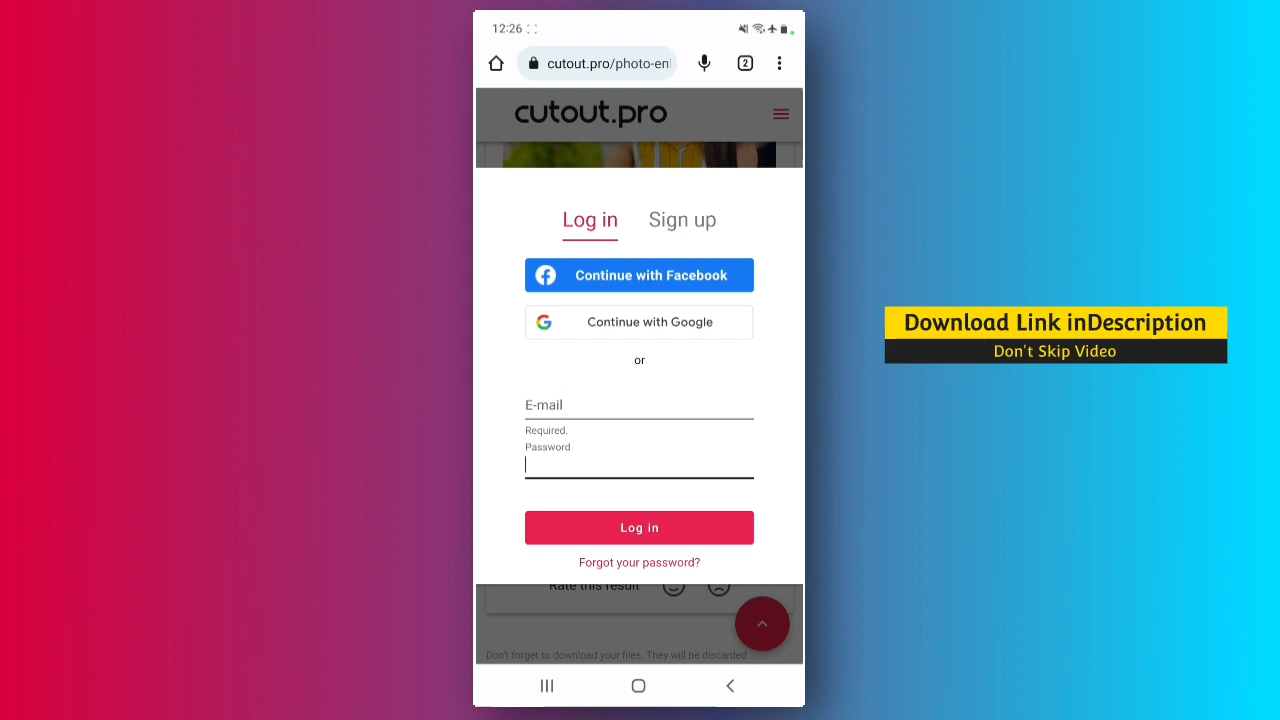 12:26
cutout.pro/photo-en
2
cutout.pro
Log in Sign up
Continue with Facebook
Continue with Google
or
E-mail
Required.
Password
Log in
Forgot your password?
Rate this result
Don't forget to download your files. They will be discarded
Download Link inDescription
Don't Skip Video